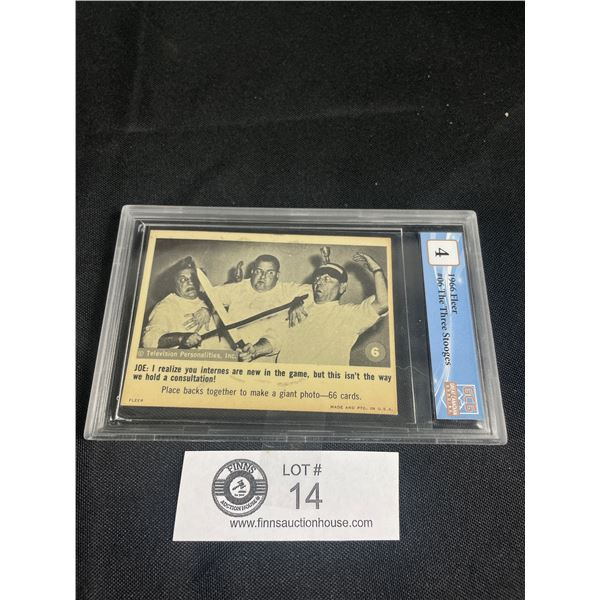 © Television Personalities, Inc.
6
JOE: I realize you internes are new in the game, but this isn't the way
we hold a consultation!
Place backs together to make a giant photo—66 cards.
FLEER
MADE AND PTD. IN U.S.A.
4
1966 Fleer
#06 The Three Stooges
FINNS
AUCTION HOUSE
LOT #
14
www.finnsauctionhouse.com